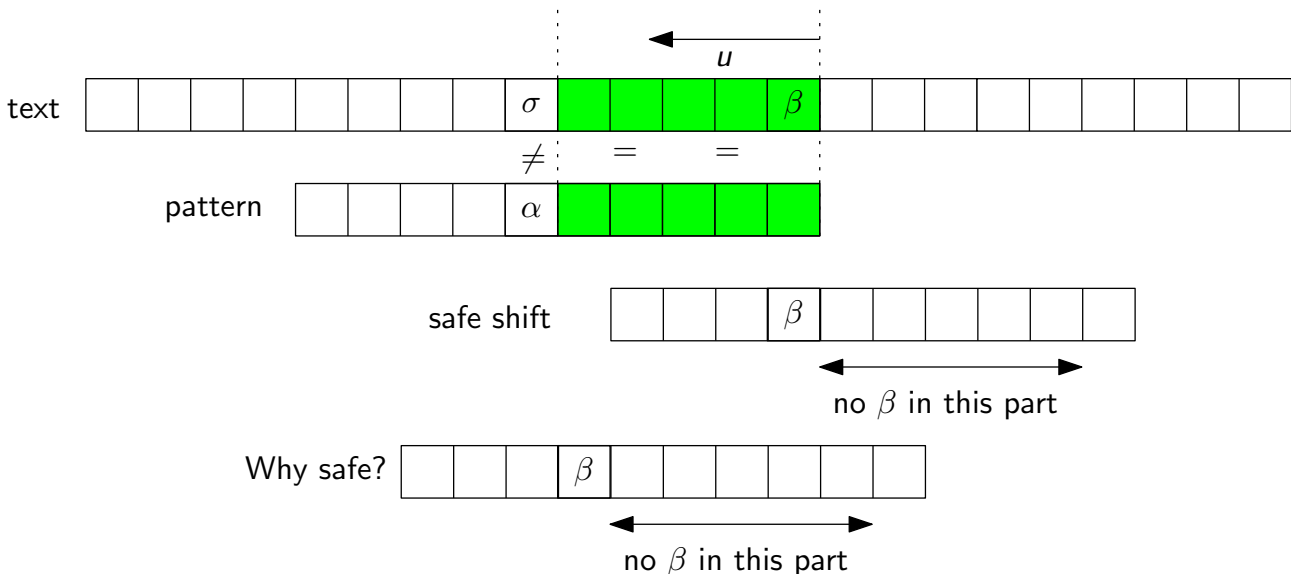 u
text σ β
≠ = =
pattern α
safe shift β
no β in this part
Why safe? β
no β in this part